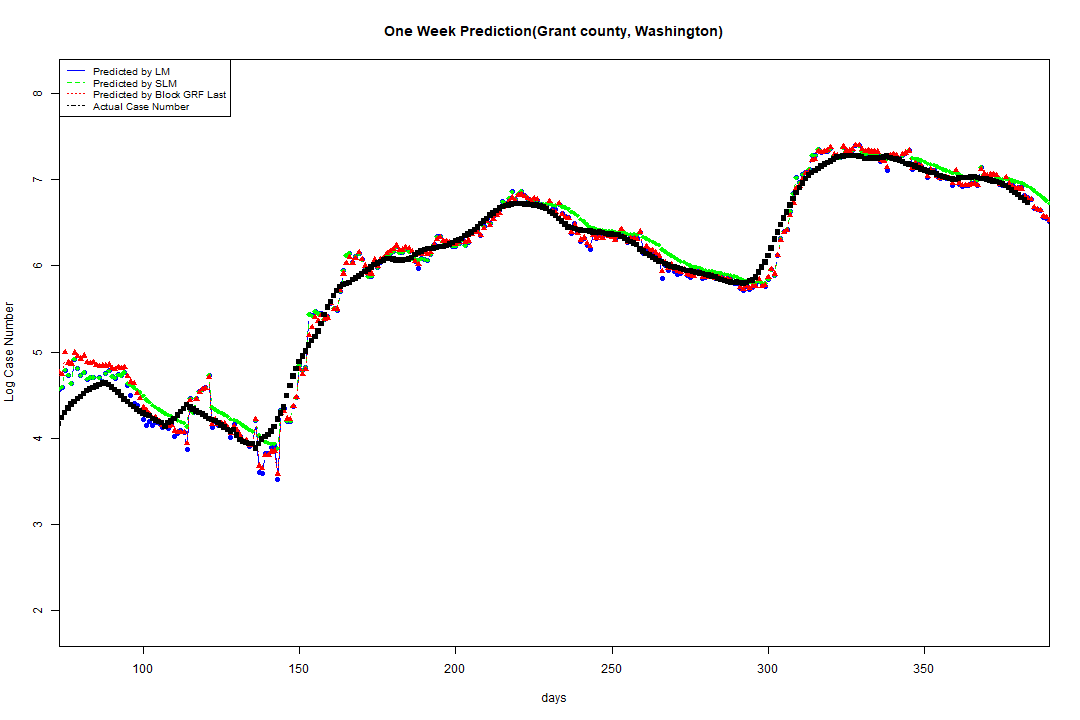 One Week Prediction(Grant county, Washington)
Predicted by LM
Predicted by SLM
Predicted by Block GRF Last
Actual Case Number
8
7
6
5
4
3
2
Log Case Number
100 150 200 250 300 350
days